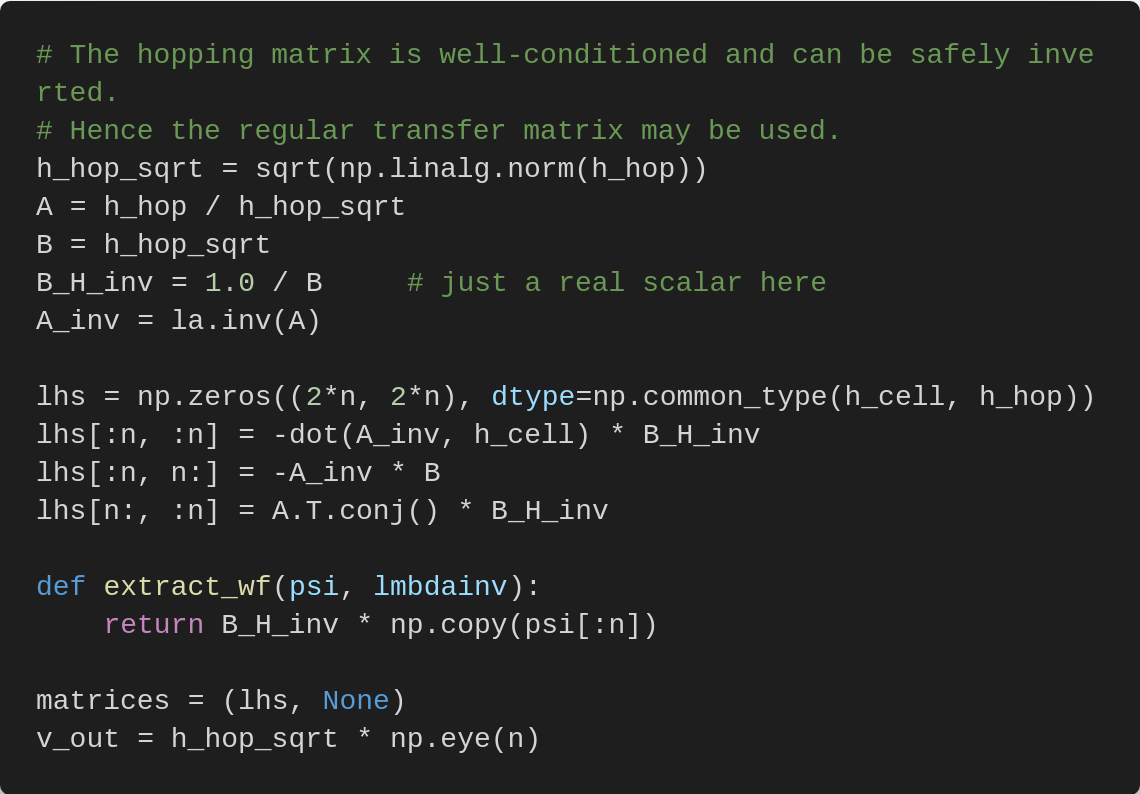 # The hopping matrix is well-conditioned and can be safely inve
rted.
# Hence the regular transfer matrix may be used.
h_hop_sqrt = sqrt(np.linalg.norm(h_hop))
A = h_hop / h_hop_sqrt
B = h_hop_sqrt
B_H_inv = 1.0 / B     # just a real scalar here
A_inv = la.inv(A)

lhs = np.zeros((2*n, 2*n), dtype=np.common_type(h_cell, h_hop))
lhs[:n, :n] = -dot(A_inv, h_cell) * B_H_inv
lhs[:n, n:] = -A_inv * B
lhs[n:, :n] = A.T.conj() * B_H_inv

def extract_wf(psi, lmbdainv):
    return B_H_inv * np.copy(psi[:n])

matrices = (lhs, None)
v_out = h_hop_sqrt * np.eye(n)